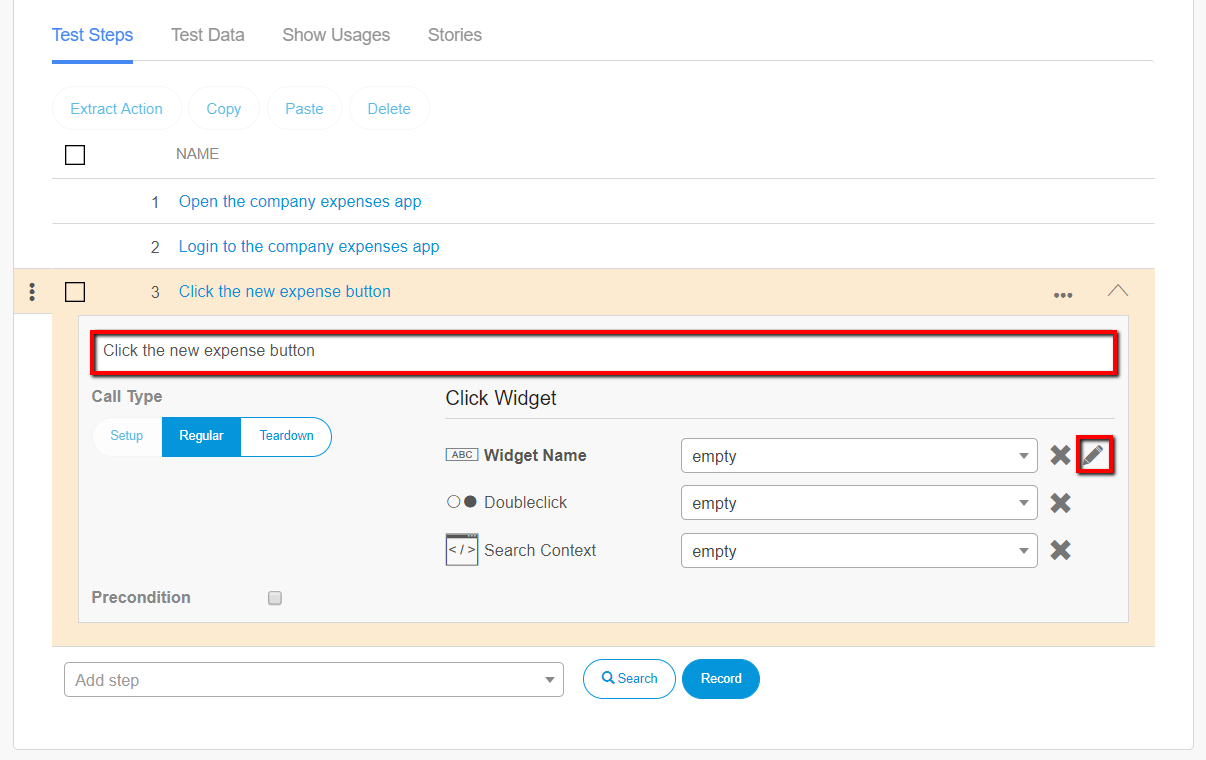 Test Steps Test Data Show Usages Stories
Extract Action Copy Paste Delete
NAME
1 Open the company expenses app
2 Login to the company expenses app
3 Click the new expense button
Click the new expense button
Call Type
Setup Regular Teardown
Click Widget
ABC Widget Name empty
Doubleclick empty
</> Search Context empty
Precondition
Add step Search Record